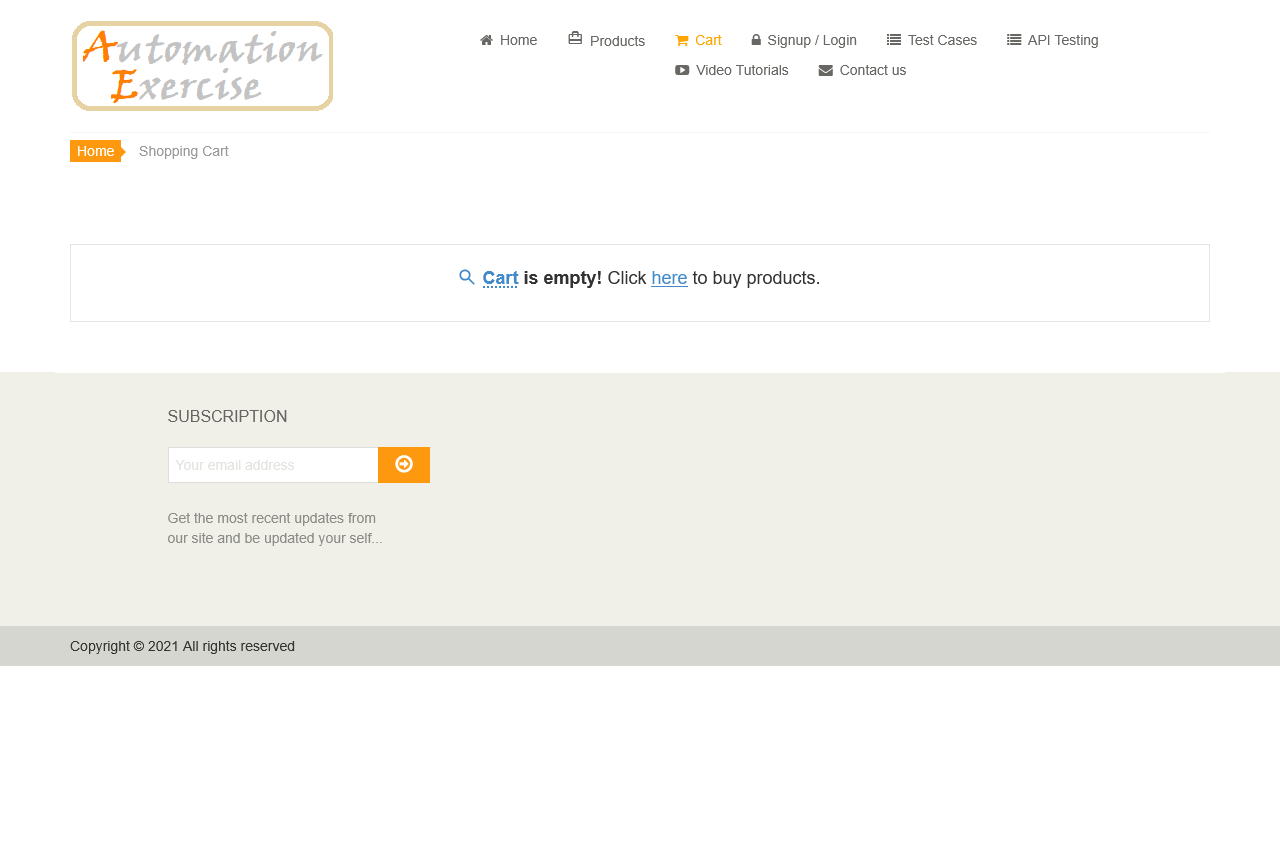 Automation
Exercise
Home Products Cart Signup / Login Test Cases API Testing
Video Tutorials Contact us
Home Shopping Cart
Cart is empty! Click here to buy products.
SUBSCRIPTION
Your email address
Get the most recent updates from
our site and be updated your self...
Copyright © 2021 All rights reserved